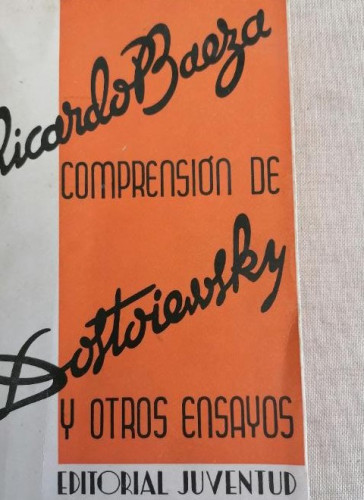 Ricardo Baeza
COMPRENSIÓN DE
Dostoiewsky
Y OTROS ENSAYOS
EDITORIAL JUVENTUD